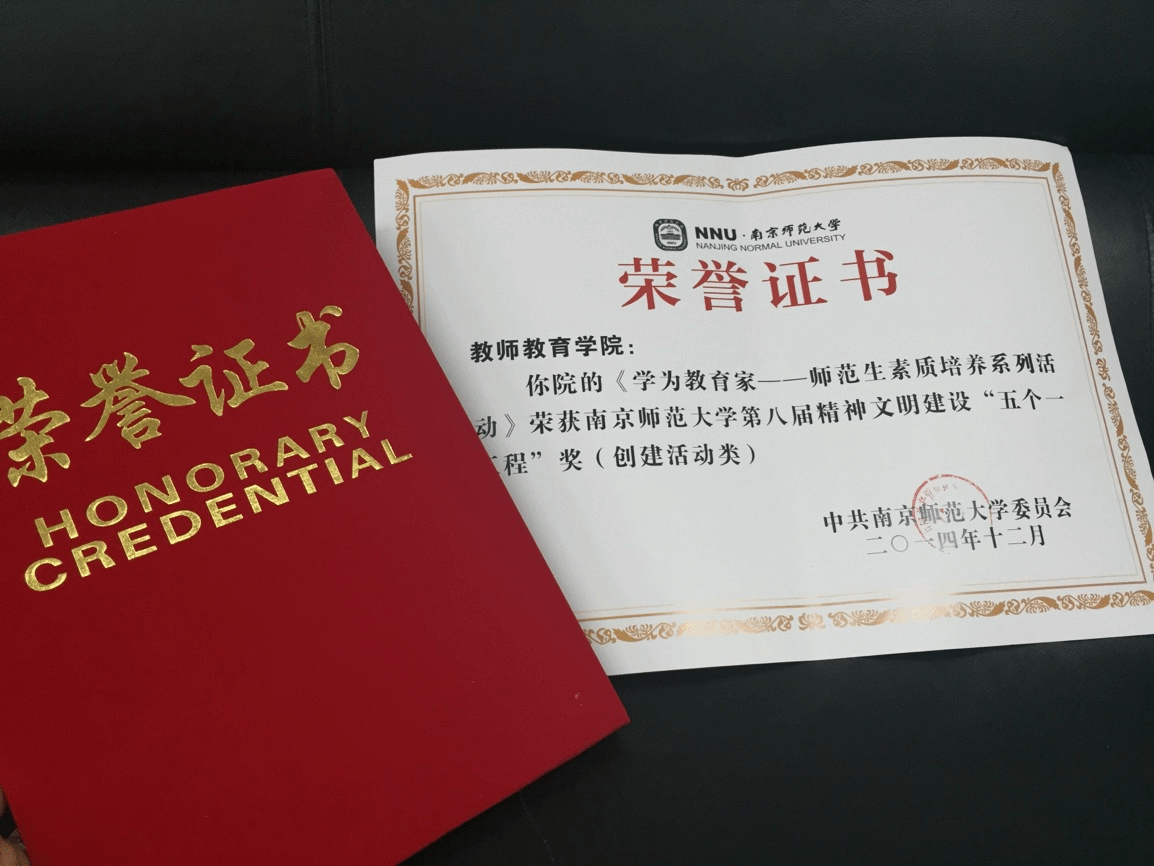 荣誉证书
HONORARY
CREDENTIAL
NNU·南京师范大学
NANJING NORMAL UNIVERSITY
荣誉证书
教师教育学院:
你院的《学为教育家——师范生素质培养系列活
动》荣获南京师范大学第八届精神文明建设“五个一
程”奖(创建活动类)
中共南京师范大学委员会
二〇一四年十二月